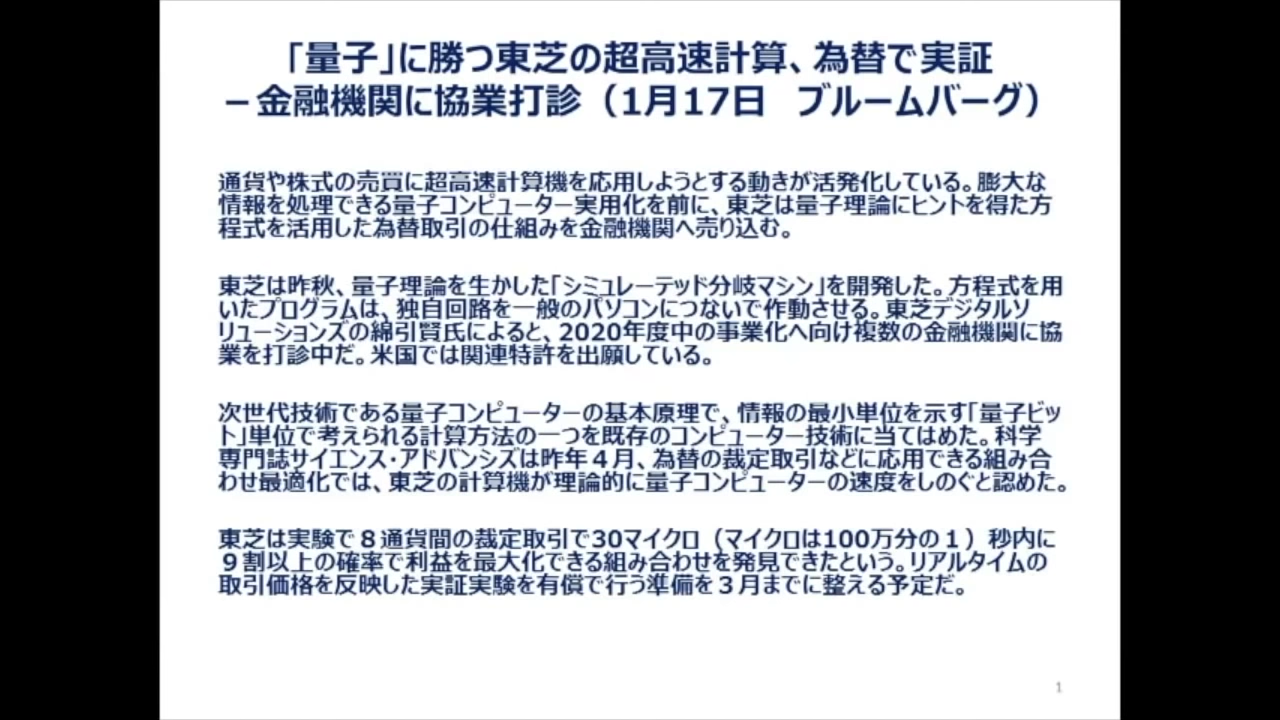 「量子」に勝つ東芝の超高速計算、為替で実証
－金融機関に協業打診（1月17日　ブルームバーグ）
通貨や株式の売買に超高速計算機を応用しようとする動きが活発化している。膨大な
情報を処理できる量子コンピューター実用化を前に、東芝は量子理論にヒントを得た方
程式を活用した為替取引の仕組みを金融機関へ売り込む。
東芝は昨秋、量子理論を生かした「シミュレーテッド分岐マシン」を開発した。方程式を用
いたプログラムは、独自回路を一般のパソコンにつないで作動させる。東芝デジタルソ
リューションズの綿引賢氏によると、2020年度中の事業化へ向け複数の金融機関に協
業を打診中だ。米国では関連特許を出願している。
次世代技術である量子コンピューターの基本原理で、情報の最小単位を示す「量子ビッ
ト」単位で考えられる計算方法の一つを既存のコンピューター技術に当てはめた。科学
専門誌サイエンス・アドバンシズは昨年４月、為替の裁定取引などに応用できる組み合
わせ最適化では、東芝の計算機が理論的に量子コンピューターの速度をしのぐと認めた。
東芝は実験で８通貨間の裁定取引で30マイクロ（マイクロは100万分の１）秒内に
９割以上の確率で利益を最大化できる組み合わせを発見できたという。リアルタイムの
取引価格を反映した実証実験を有償で行う準備を３月までに整える予定だ。
1